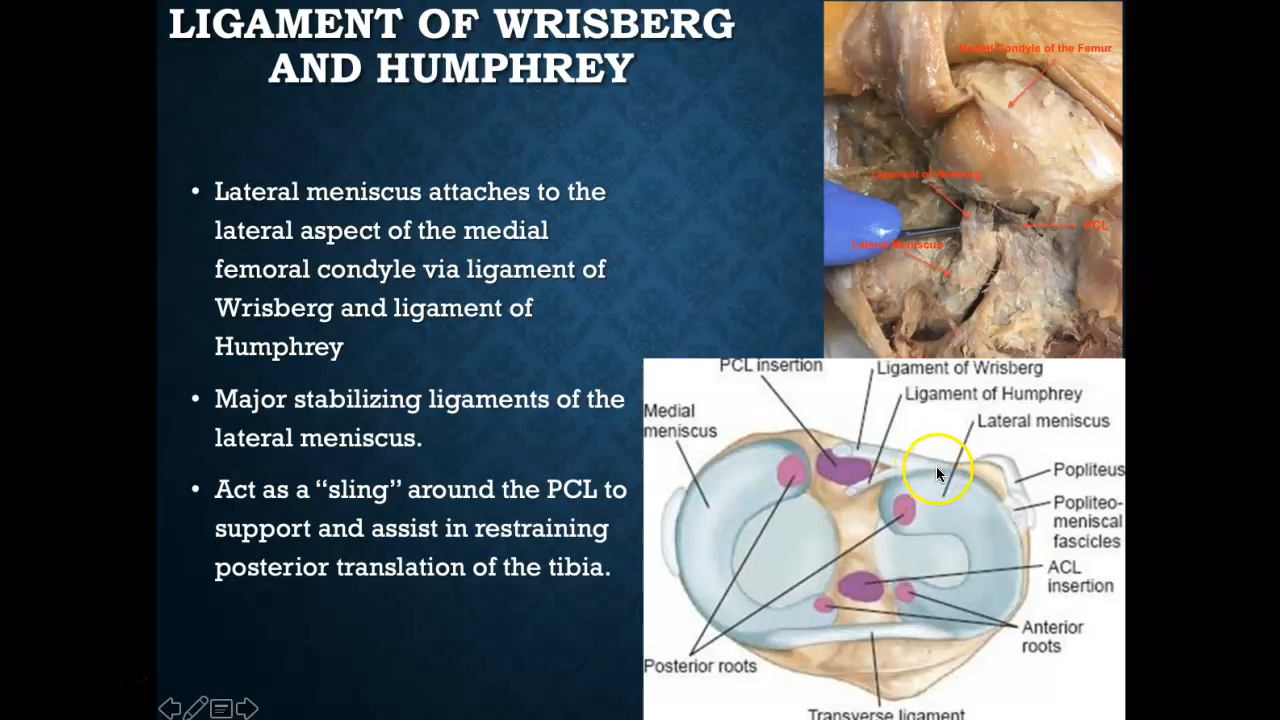 LIGAMENT OF WRISBERG
AND HUMPHREY
• Lateral meniscus attaches to the
lateral aspect of the medial
femoral condyle via ligament of
Wrisberg and ligament of
Humphrey
• Major stabilizing ligaments of the
lateral meniscus.
• Act as a “sling” around the PCL to
support and assist in restraining
posterior translation of the tibia.
Medial Condyle of the Femur
Ligament of Wrisberg
PCL
Lateral Meniscus
PCL insertion
Ligament of Wrisberg
Ligament of Humphrey
Lateral meniscus
Medial
meniscus
Popliteus
Popliteo-
meniscal
fascicles
ACL
insertion
Anterior
roots
Posterior roots
Transverse ligament